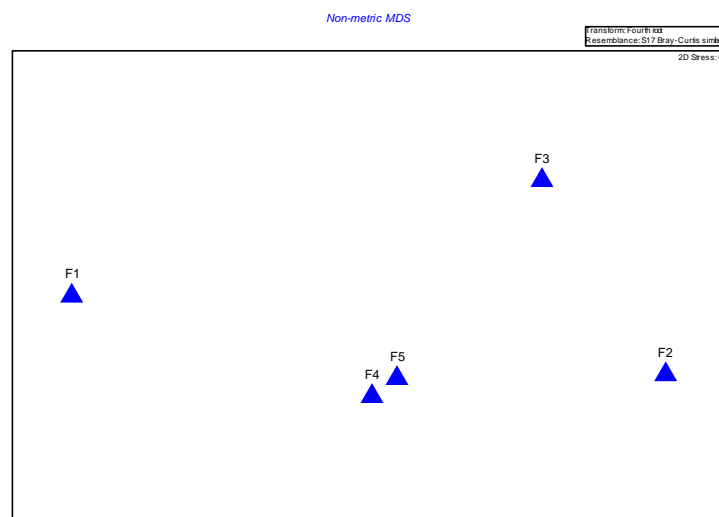 Non-metric MDS
Transform: Fourth root
Resemblance: S17 Bray-Curtis
2D Stress:
F3
F1
F5
F2
F4